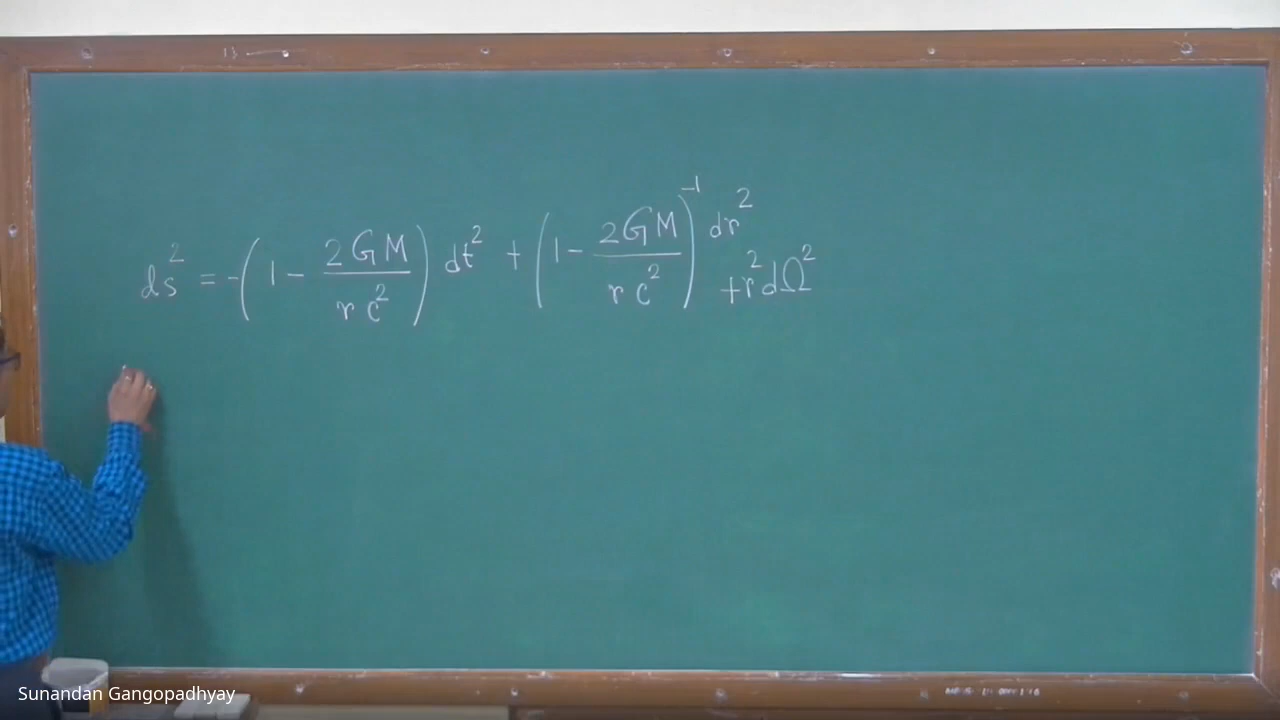 ds² = -(1 - 2GM/rc²) dt² + (1 - 2GM/rc²)⁻¹ dr²
+r²dΩ²
Sunandan Gangopadhyay